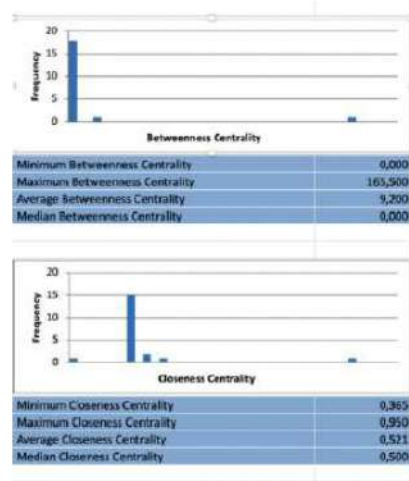 20
15
10
5
0
Frequency
Betweenness Centrality
Minimum Betweenness Centrality 0,000
Maximum Betweenness Centrality 165,500
Average Betweenness Centrality 9,200
Median Betweenness Centrality 0,000
20
15
10
5
0
Frequency
Closeness Centrality
Minimum Closeness Centrality 0,365
Maximum Closeness Centrality 0,950
Average Closeness Centrality 0,521
Median Closeness Centrality 0,500